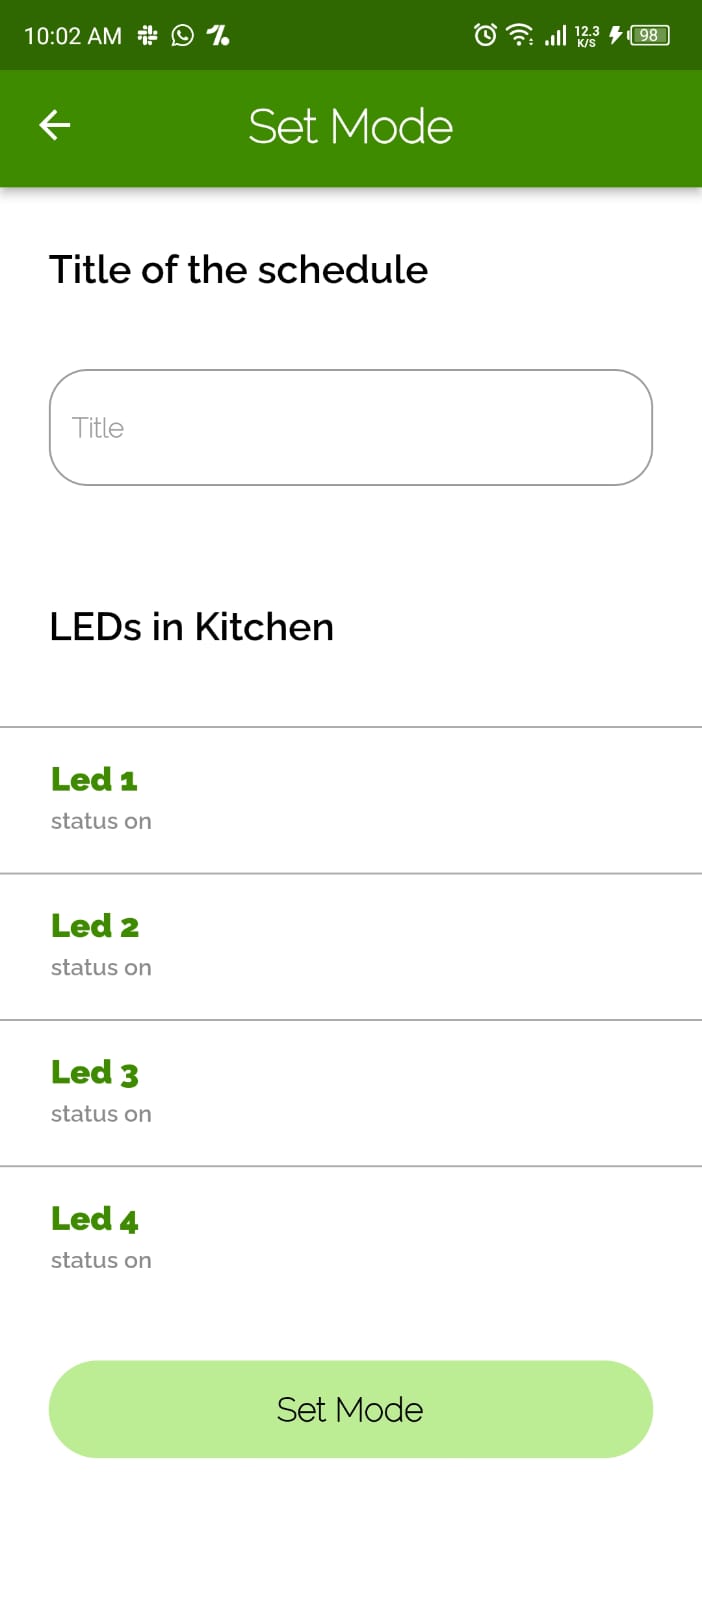 10:02 AM 12.3 K/S 98
Set Mode
Title of the schedule
Title
LEDs in Kitchen
Led 1
status on
Led 2
status on
Led 3
status on
Led 4
status on
Set Mode